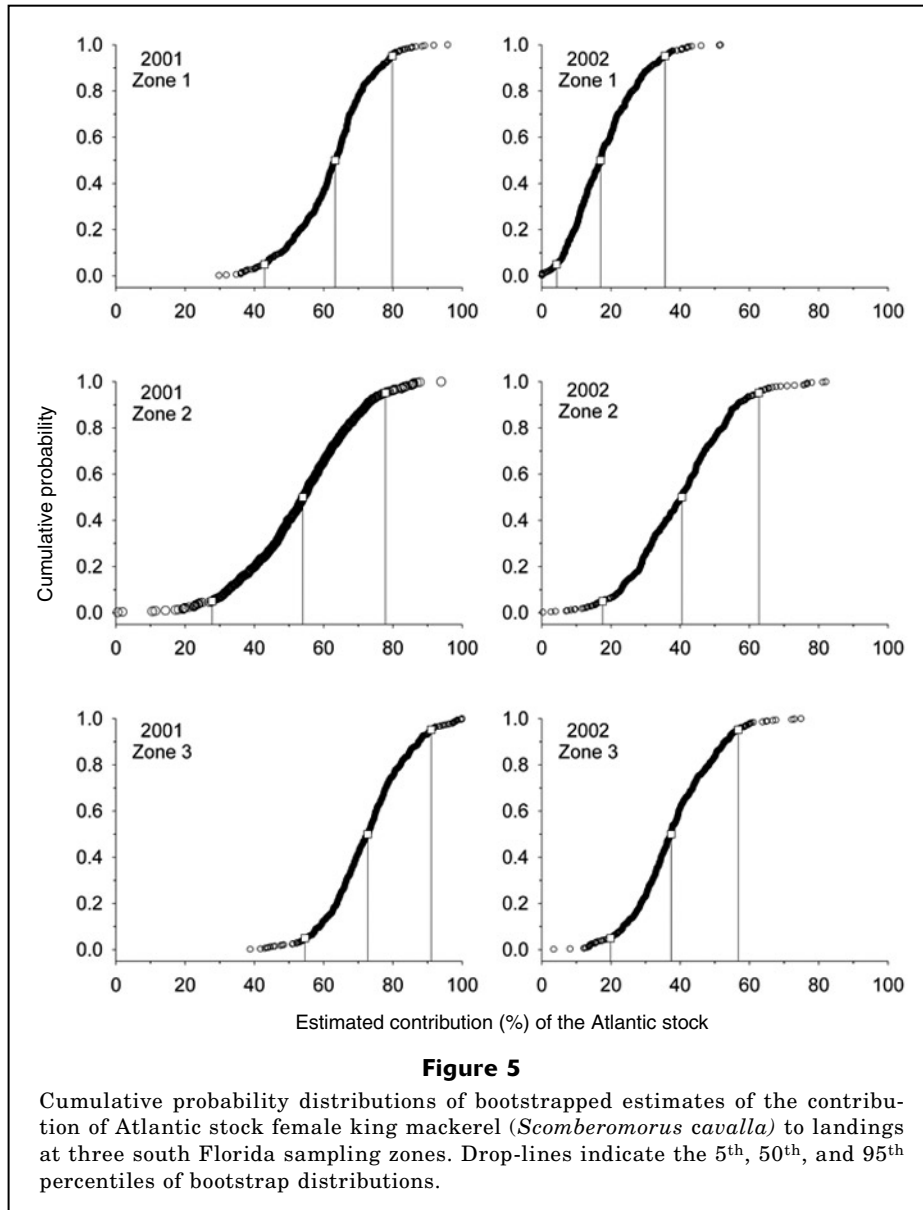 1.0
0.8
0.6
0.4
0.2
0.0
2001
Zone 1
0 20 40 60 80 100
1.0
0.8
0.6
0.4
0.2
0.0
2002
Zone 1
0 20 40 60 80 100
Cumulative probability
1.0
0.8
0.6
0.4
0.2
0.0
2001
Zone 2
0 20 40 60 80 100
1.0
0.8
0.6
0.4
0.2
0.0
2002
Zone 2
0 20 40 60 80 100
1.0
0.8
0.6
0.4
0.2
0.0
2001
Zone 3
0 20 40 60 80 100
1.0
0.8
0.6
0.4
0.2
0.0
2002
Zone 3
0 20 40 60 80 100
Estimated contribution (%) of the Atlantic stock
Figure 5
Cumulative probability distributions of bootstrapped estimates of the contribu-
tion of Atlantic stock female king mackerel (Scomberomorus cavalla) to landings
at three south Florida sampling zones. Drop-lines indicate the 5th, 50th, and 95th
percentiles of bootstrap distributions.